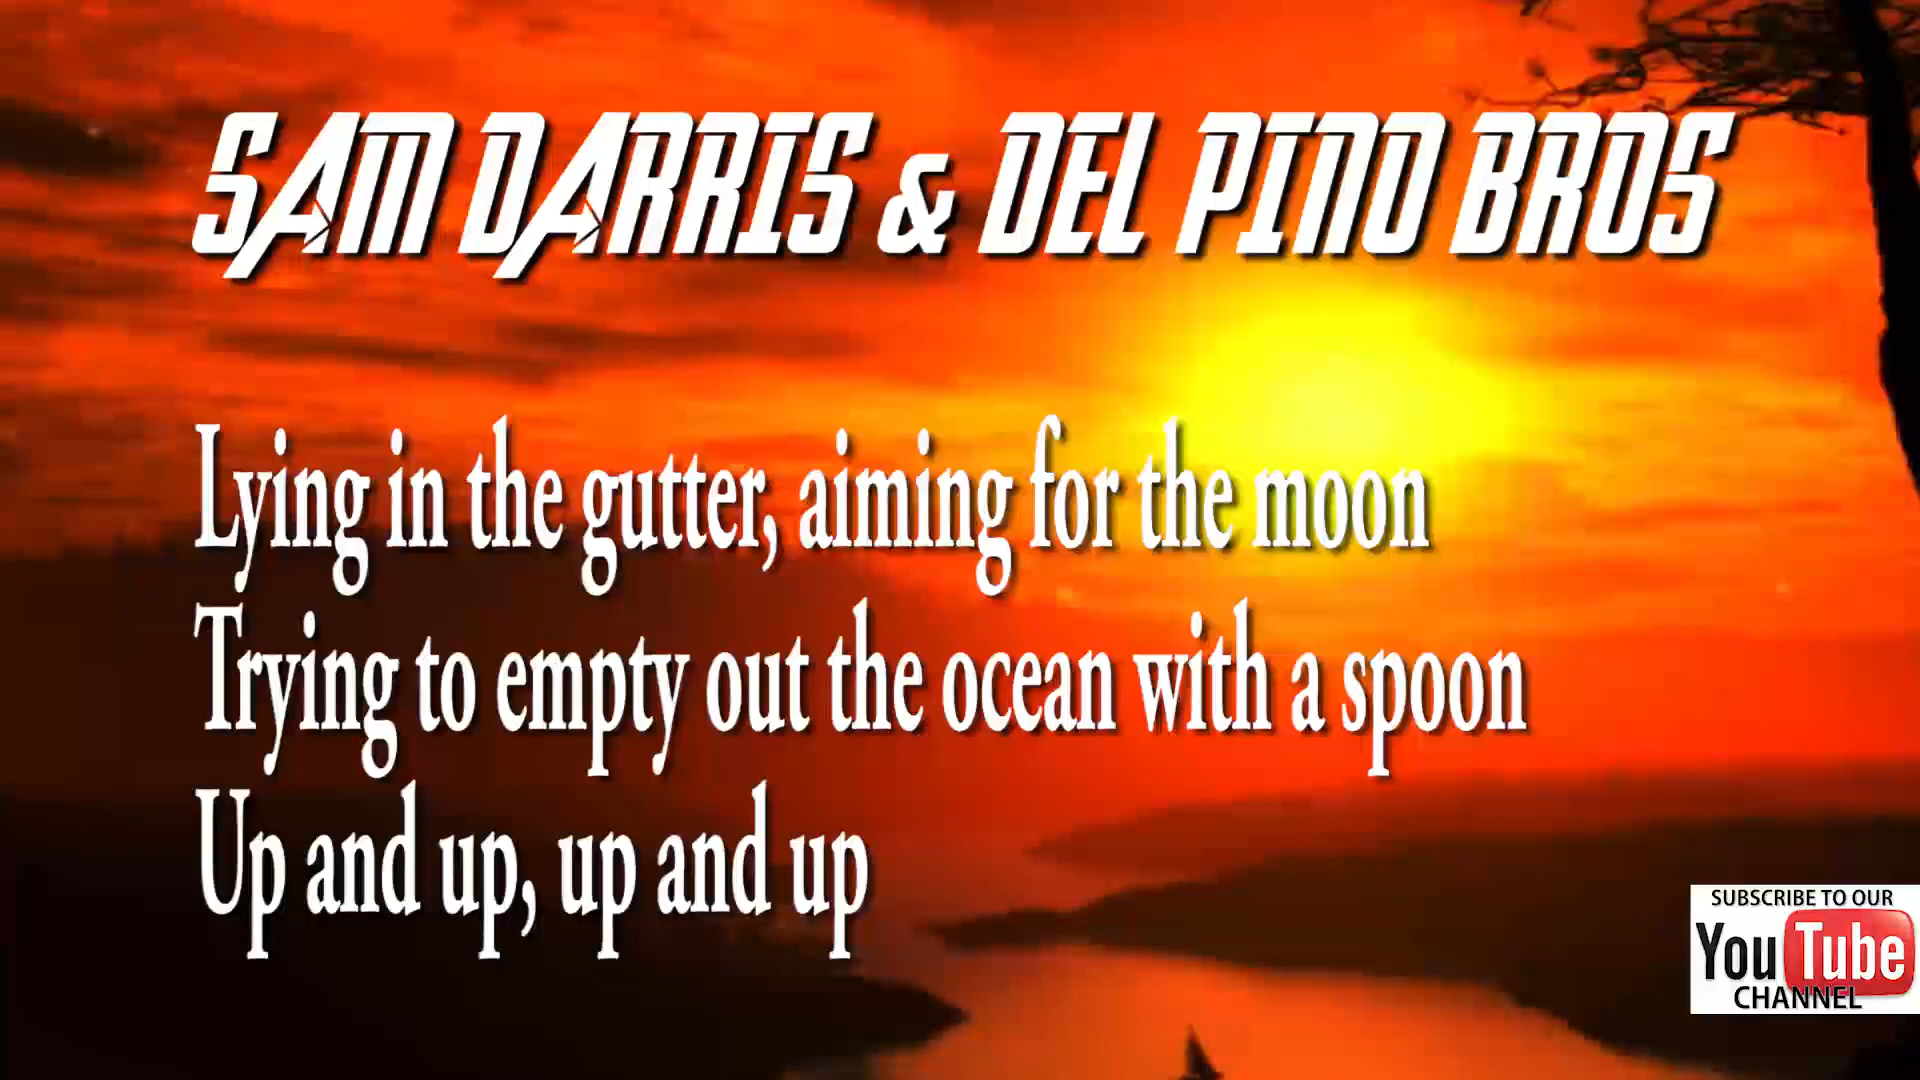 SAM DARRIS & DEL PINO BROS
Lying in the gutter, aiming for the moon
Trying to empty out the ocean with a spoon
Up and up, up and up
SUBSCRIBE TO OUR
YouTube
CHANNEL